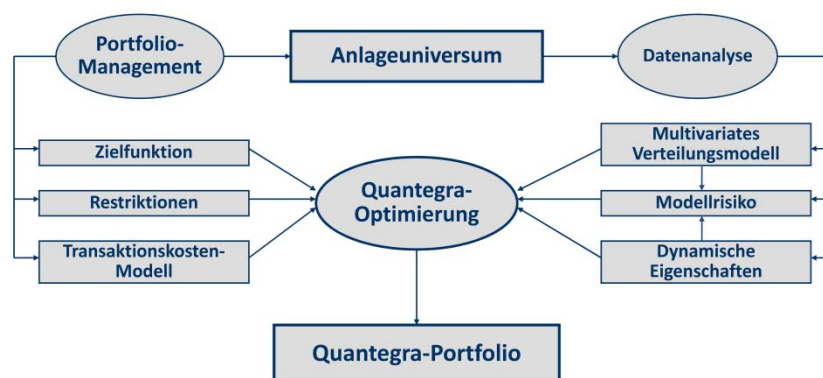 Portfolio-
Management
Anlageuniversum
Datenanalyse
Zielfunktion
Restriktionen
Transaktionskosten-
Modell
Quantegra-
Optimierung
Multivariates
Verteilungsmodell
Modellrisiko
Dynamische
Eigenschaften
Quantegra-Portfolio